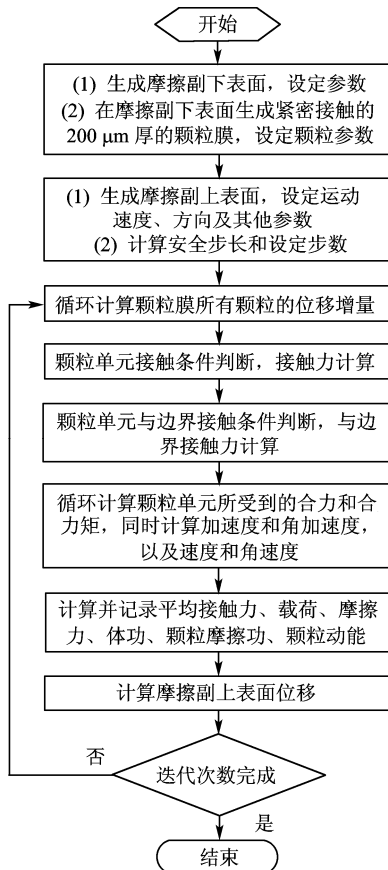 开始
(1) 生成摩擦副下表面，设定参数
(2) 在摩擦副下表面生成紧密接触的
200 μm 厚的颗粒膜，设定颗粒参数
(1) 生成摩擦副上表面，设定运动
速度、方向及其他参数
(2) 计算安全步长和设定步数
循环计算颗粒膜所有颗粒的位移增量
颗粒单元接触条件判断，接触力计算
颗粒单元与边界接触条件判断，与边
界接触力计算
循环计算颗粒单元所受到的合力和合
力矩，同时计算加速度和角加速度，
以及速度和角速度
计算并记录平均接触力、载荷、摩擦
力、体功、颗粒摩擦功、颗粒动能
计算摩擦副上表面位移
否
迭代次数完成
是
结束